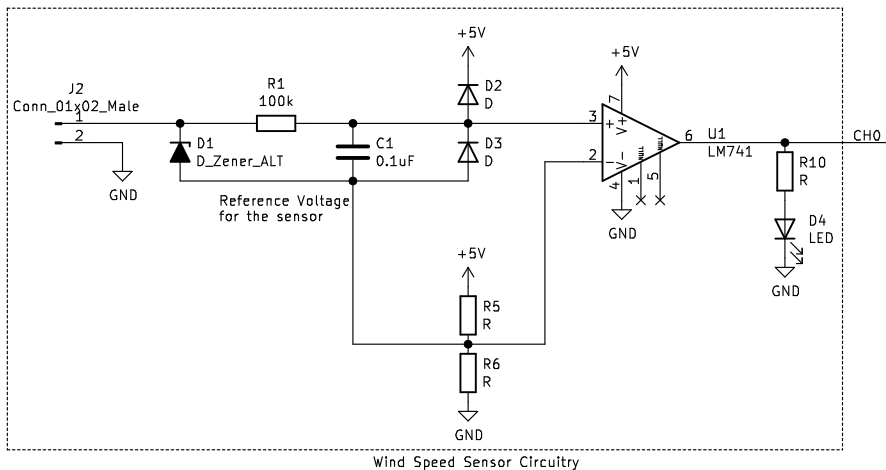 +5V
+5V
J2
Conn_01x02_Male
1
2
GND
R1
100k
D2
D
D1
D_Zener_ALT
C1
0.1uF
D3
D
3
2
+
-
7
V+
V-
4
NULL
1
NULL
5
6
U1
LM741
CH0
GND
R10
R
D4
LED
GND
Reference Voltage
for the sensor
+5V
R5
R
R6
R
GND
Wind Speed Sensor Circuitry